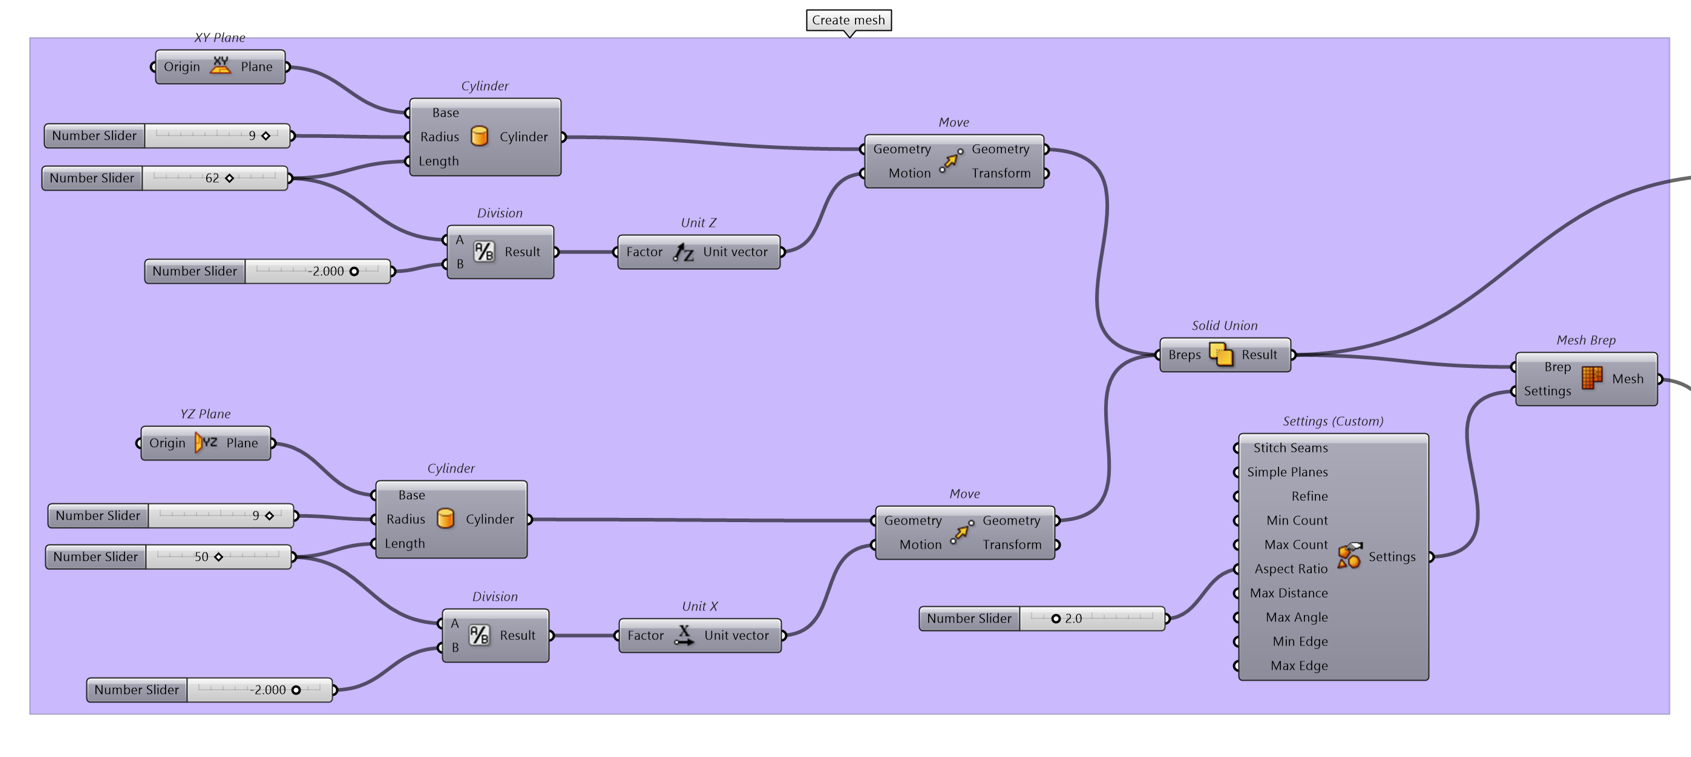 Create mesh
XY Plane
Origin XY Plane
Cylinder
Base
Number Slider 9
Radius Cylinder
Number Slider 62
Length
Move
Geometry Geometry
Motion Transform
Division
A
A/B Result
B
Unit Z
Factor Z Unit vector
Number Slider -2.000
Solid Union
Breps Result
Mesh Brep
Brep
Mesh
Settings
YZ Plane
Origin YZ Plane
Cylinder
Base
Number Slider 9
Radius Cylinder
Number Slider 50
Length
Move
Geometry Geometry
Motion Transform
Division
A
A/B Result
B
Unit X
Factor X Unit vector
Number Slider -2.000
Number Slider 2.0
Settings (Custom)
Stitch Seams
Simple Planes
Refine
Min Count
Max Count
Settings
Aspect Ratio
Max Distance
Max Angle
Min Edge
Max Edge